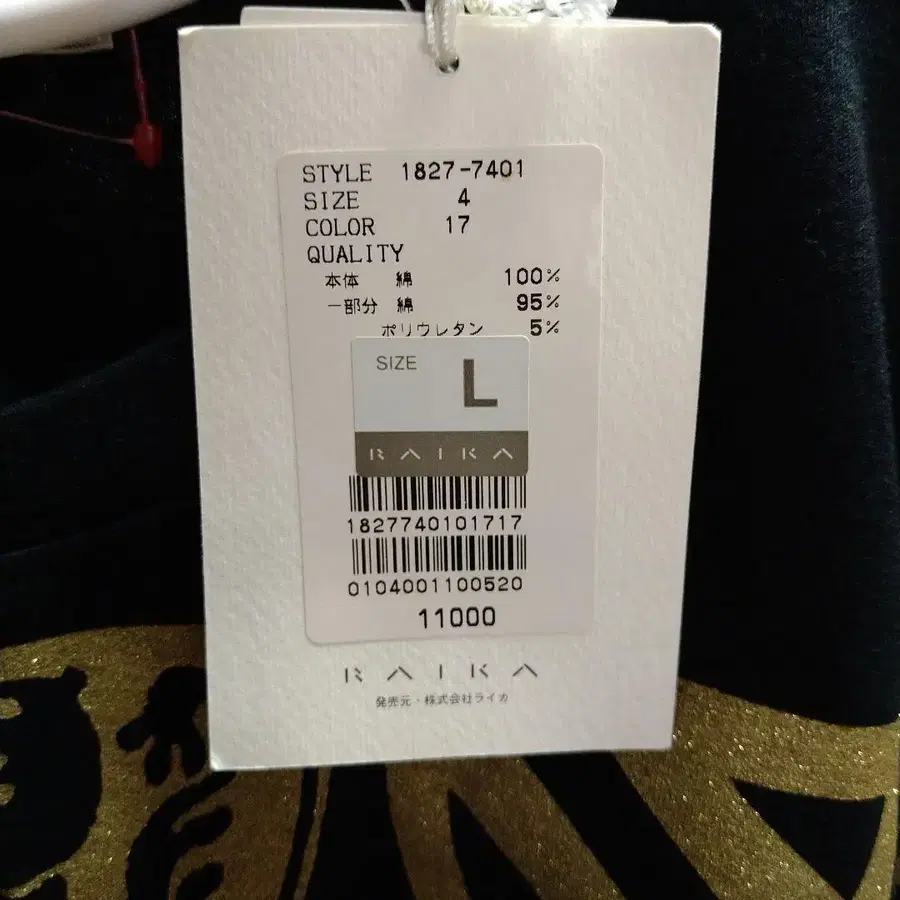 STYLE 1827-7401
SIZE 4
COLOR 17
QUALITY
本体 綿 100%
一部分 綿 95%
ポリウレタン 5%
SIZE L
RAIKA
1827740101717
0104001100520
11000
RAIKA
発売元・株式会社ライカ